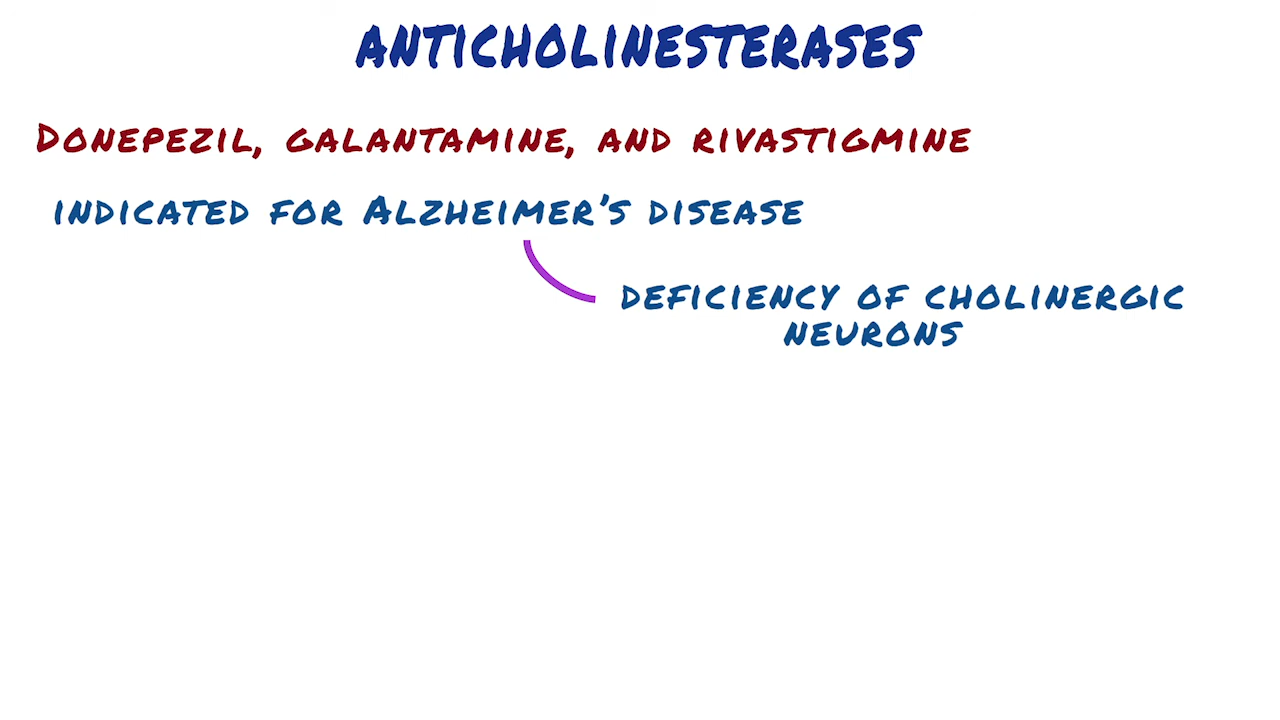 ANTICHOLINESTERASES
DONEPEZIL, GALANTAMINE, AND RIVASTIGMINE
INDICATED FOR ALZHEIMER'S DISEASE
DEFICIENCY OF CHOLINERGIC
NEURONS